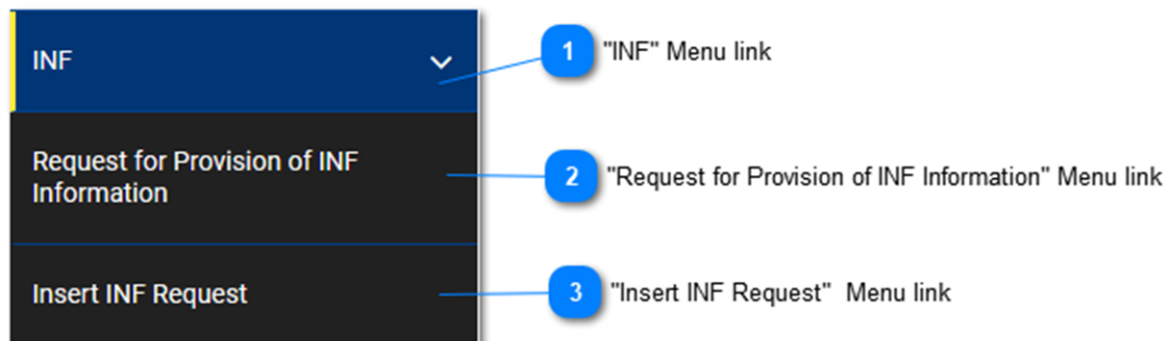 INF
1 "INF" Menu link
Request for Provision of INF
Information
2 "Request for Provision of INF Information" Menu link
Insert INF Request
3 "Insert INF Request" Menu link